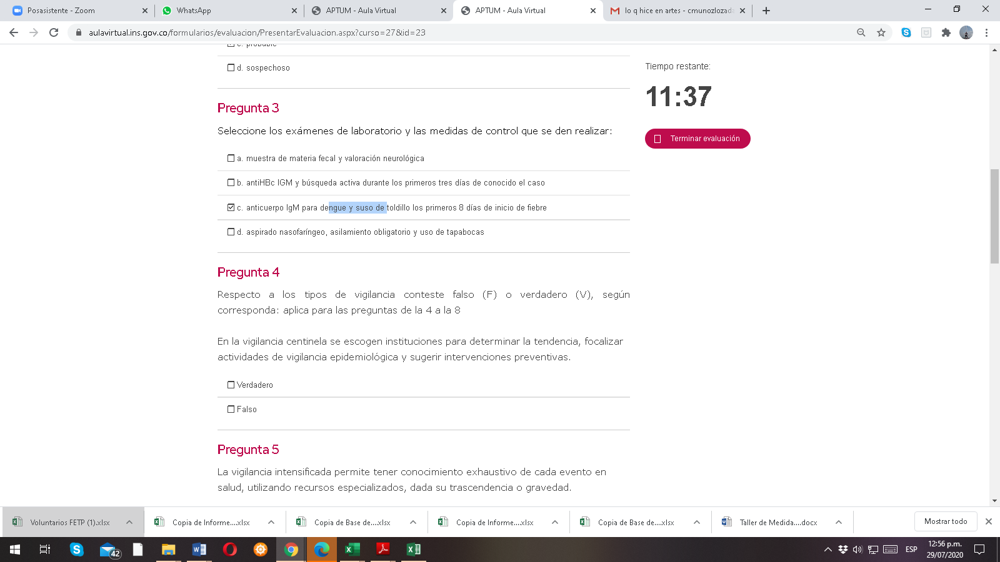 Posasistente - Zoom
WhatsApp
APTUM - Aula Virtual
APTUM - Aula Virtual
lo q hice en artes - cmunozlozad
aulavirtual.ins.gov.co/formularios/evaluacion/PresentarEvaluacion.aspx?curso=27&id=23
c. probable
d. sospechoso
Tiempo restante:
11:37
Terminar evaluación
Pregunta 3
Seleccione los exámenes de laboratorio y las medidas de control que se den realizar:
a. muestra de materia fecal y valoración neurológica
b. antiHBc IGM y búsqueda activa durante los primeros tres días de conocido el caso
c. anticuerpo IgM para dengue y suso de toldillo los primeros 8 días de inicio de fiebre
d. aspirado nasofaríngeo, asilamiento obligatorio y uso de tapabocas
Pregunta 4
Respecto a los tipos de vigilancia conteste falso (F) o verdadero (V), según
corresponda: aplica para las preguntas de la 4 a la 8
En la vigilancia centinela se escogen instituciones para determinar la tendencia, focalizar
actividades de vigilancia epidemiológica y sugerir intervenciones preventivas.
Verdadero
Falso
Pregunta 5
La vigilancia intensificada permite tener conocimiento exhaustivo de cada evento en
salud, utilizando recursos especializados, dada su trascendencia o gravedad.
Voluntarios FETP (1).xlsx
Copia de Informe....xlsx
Copia de Base de....xlsx
Copia de Informe....xlsx
Copia de Base de....xlsx
Taller de Medida....docx
Mostrar todo
42
ESP
12:56 p.m.
29/07/2020